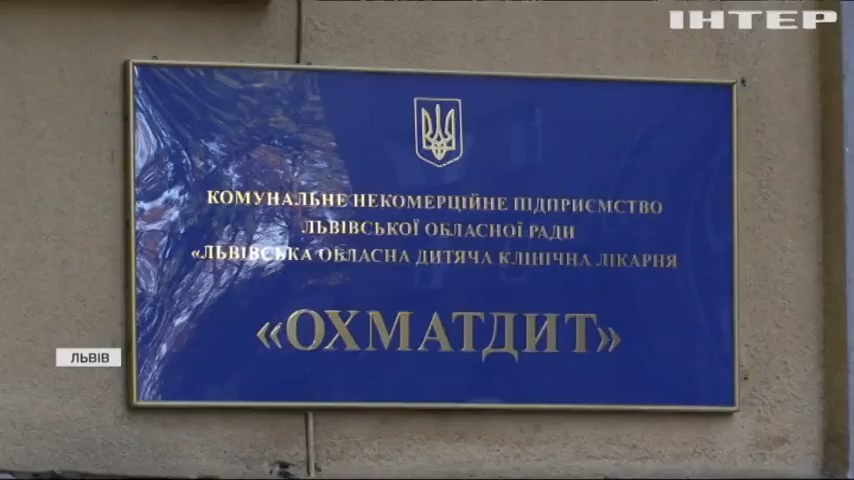 ІНТЕР
КОМУНАЛЬНЕ НЕКОМЕРЦІЙНЕ ПІДПРИЄМСТВО
ЛЬВІВСЬКОЇ ОБЛАСНОЇ РАДИ
«ЛЬВІВСЬКА ОБЛАСНА ДИТЯЧА КЛІНІЧНА ЛІКАРНЯ
«ОХМАТДИТ»
ЛЬВІВ